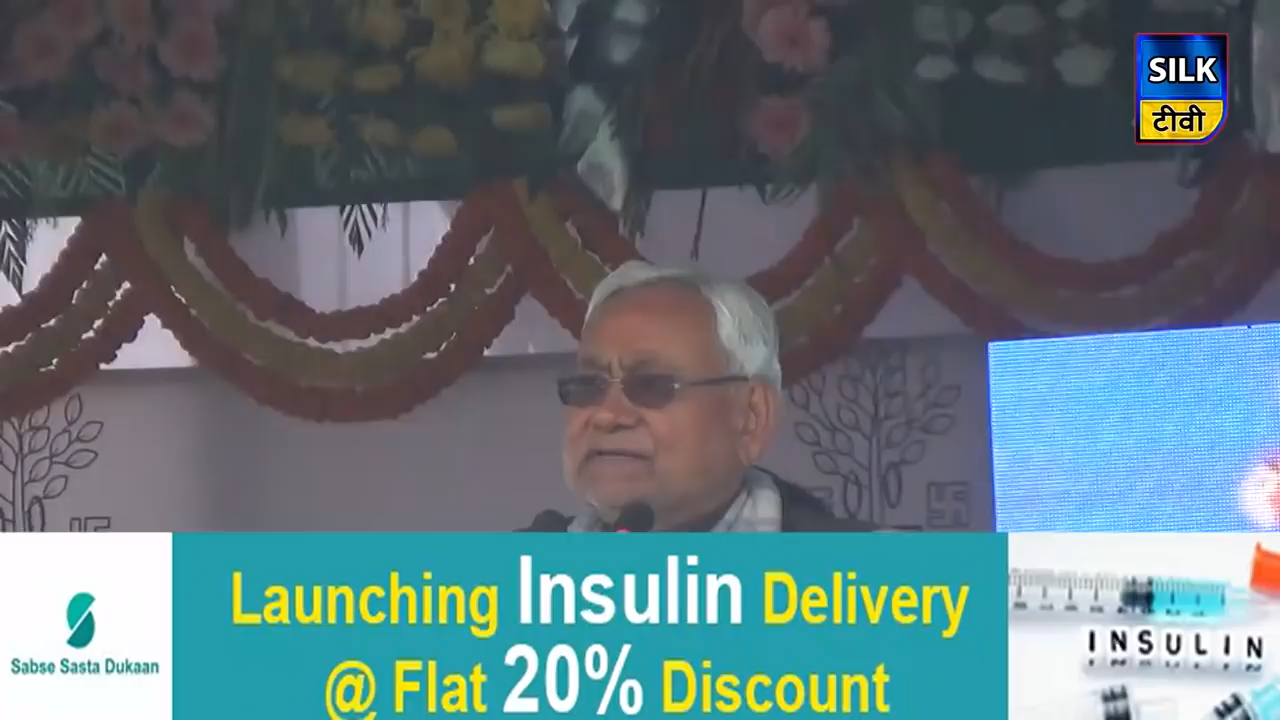 SILK
टीवी
Launching Insulin Delivery
@ Flat 20% Discount
Sabse Sasta Dukaan
INSULIN